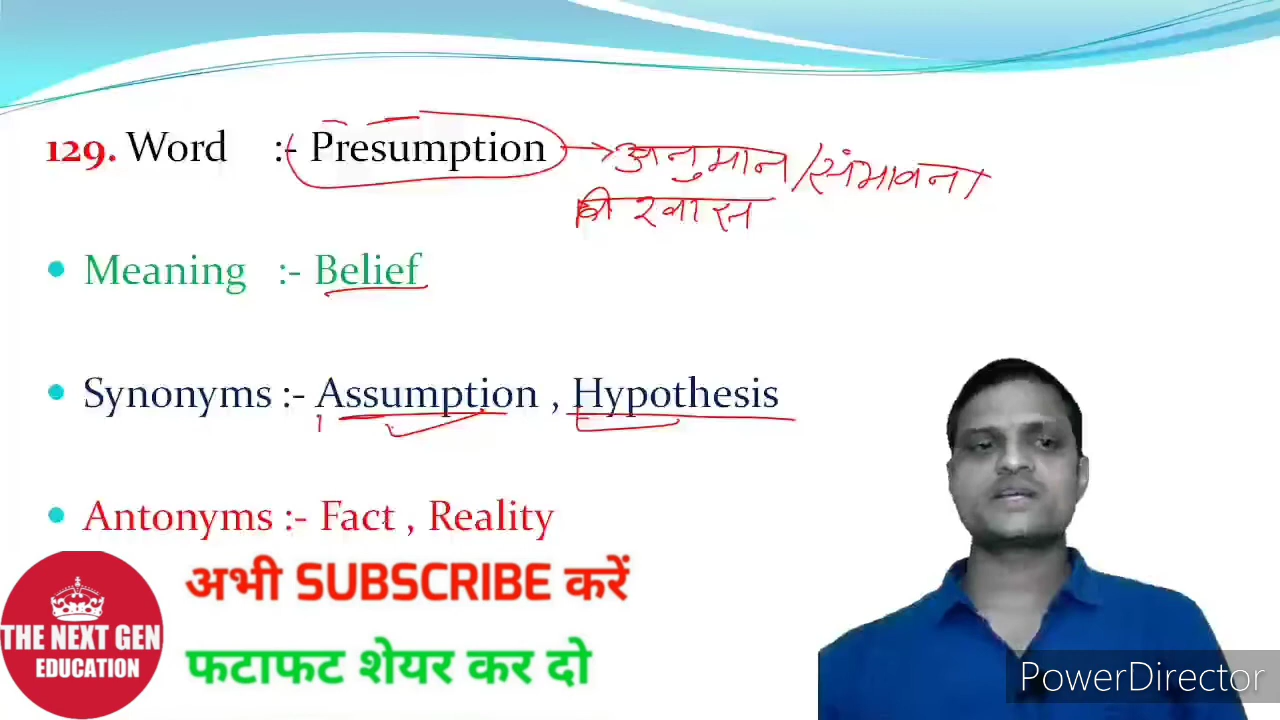 129. Word :- Presumption → अनुमान/संभावना
विश्वास
• Meaning :- Belief
• Synonyms :- Assumption , Hypothesis
• Antonyms :- Fact , Reality
अभी SUBSCRIBE करें
फटाफट शेयर कर दो
THE NEXT GEN
EDUCATION
PowerDirector